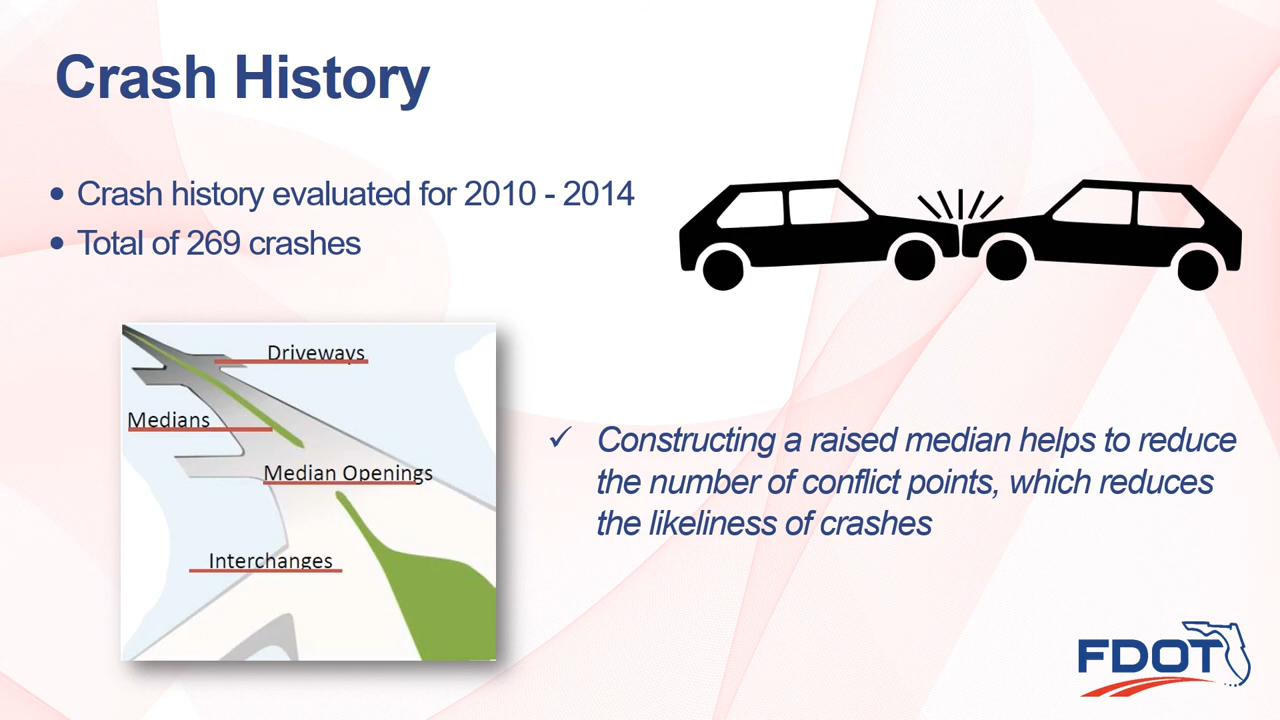 Crash History
• Crash history evaluated for 2010 - 2014
• Total of 269 crashes
Driveways
Medians
Median Openings
Interchanges
✓ Constructing a raised median helps to reduce
the number of conflict points, which reduces
the likeliness of crashes
FDOT